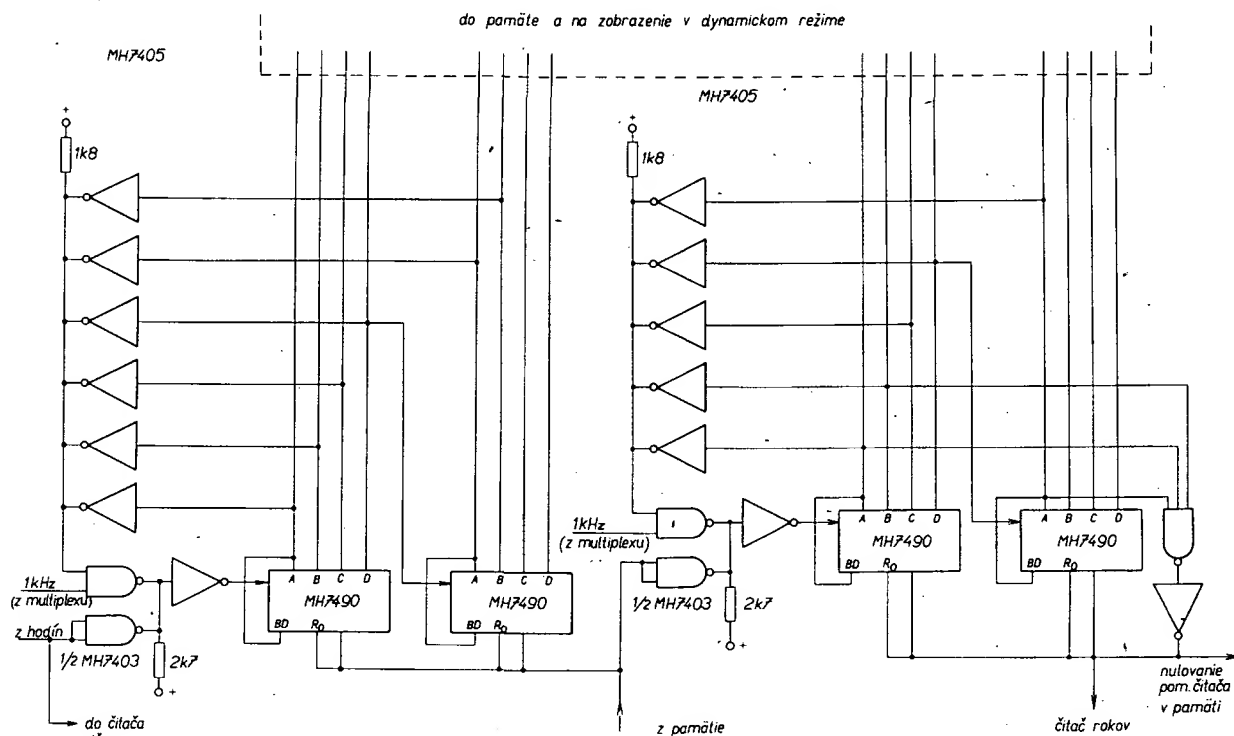 do pamäte a na zobrazenie v dynamickom režime
MH7405
MH7405
+
1k8
+
1k8
A B C D
MH7490
BD R0
A B C D
MH7490
BD R0
1kHz
(z multiplexu)
1/2 MH7403
2k7
+
A B C D
MH7490
BD R0
A B C D
MH7490
BD R0
1kHz
(z multiplexu)
z hodín
1/2 MH7403
2k7
+
do čítača
z pamätie
čítač rokov
nulovanie
pom. čítača
v pamäti